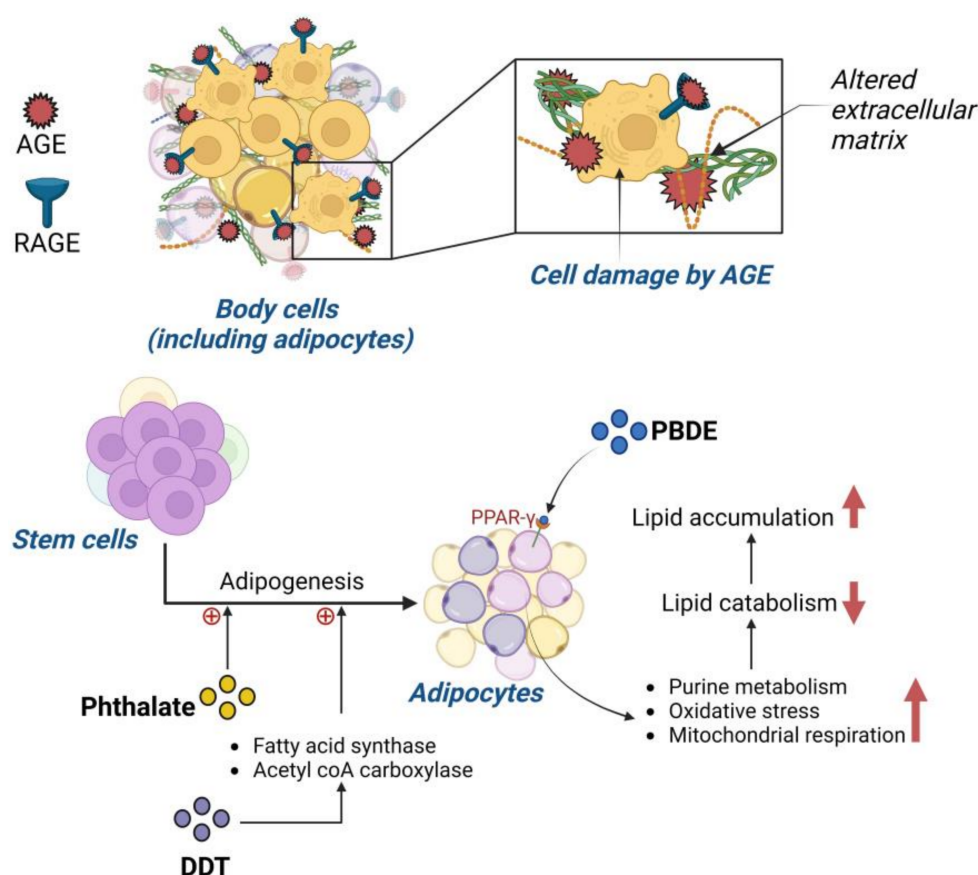 AGE
RAGE
Altered
extracellular
matrix
Cell damage by AGE
Body cells
(including adipocytes)
Stem cells
PBDE
PPAR-γ
Lipid accumulation
Adipogenesis
Lipid catabolism
Adipocytes
Phthalate
• Purine metabolism
• Oxidative stress
• Mitochondrial respiration
• Fatty acid synthase
• Acetyl coA carboxylase
DDT